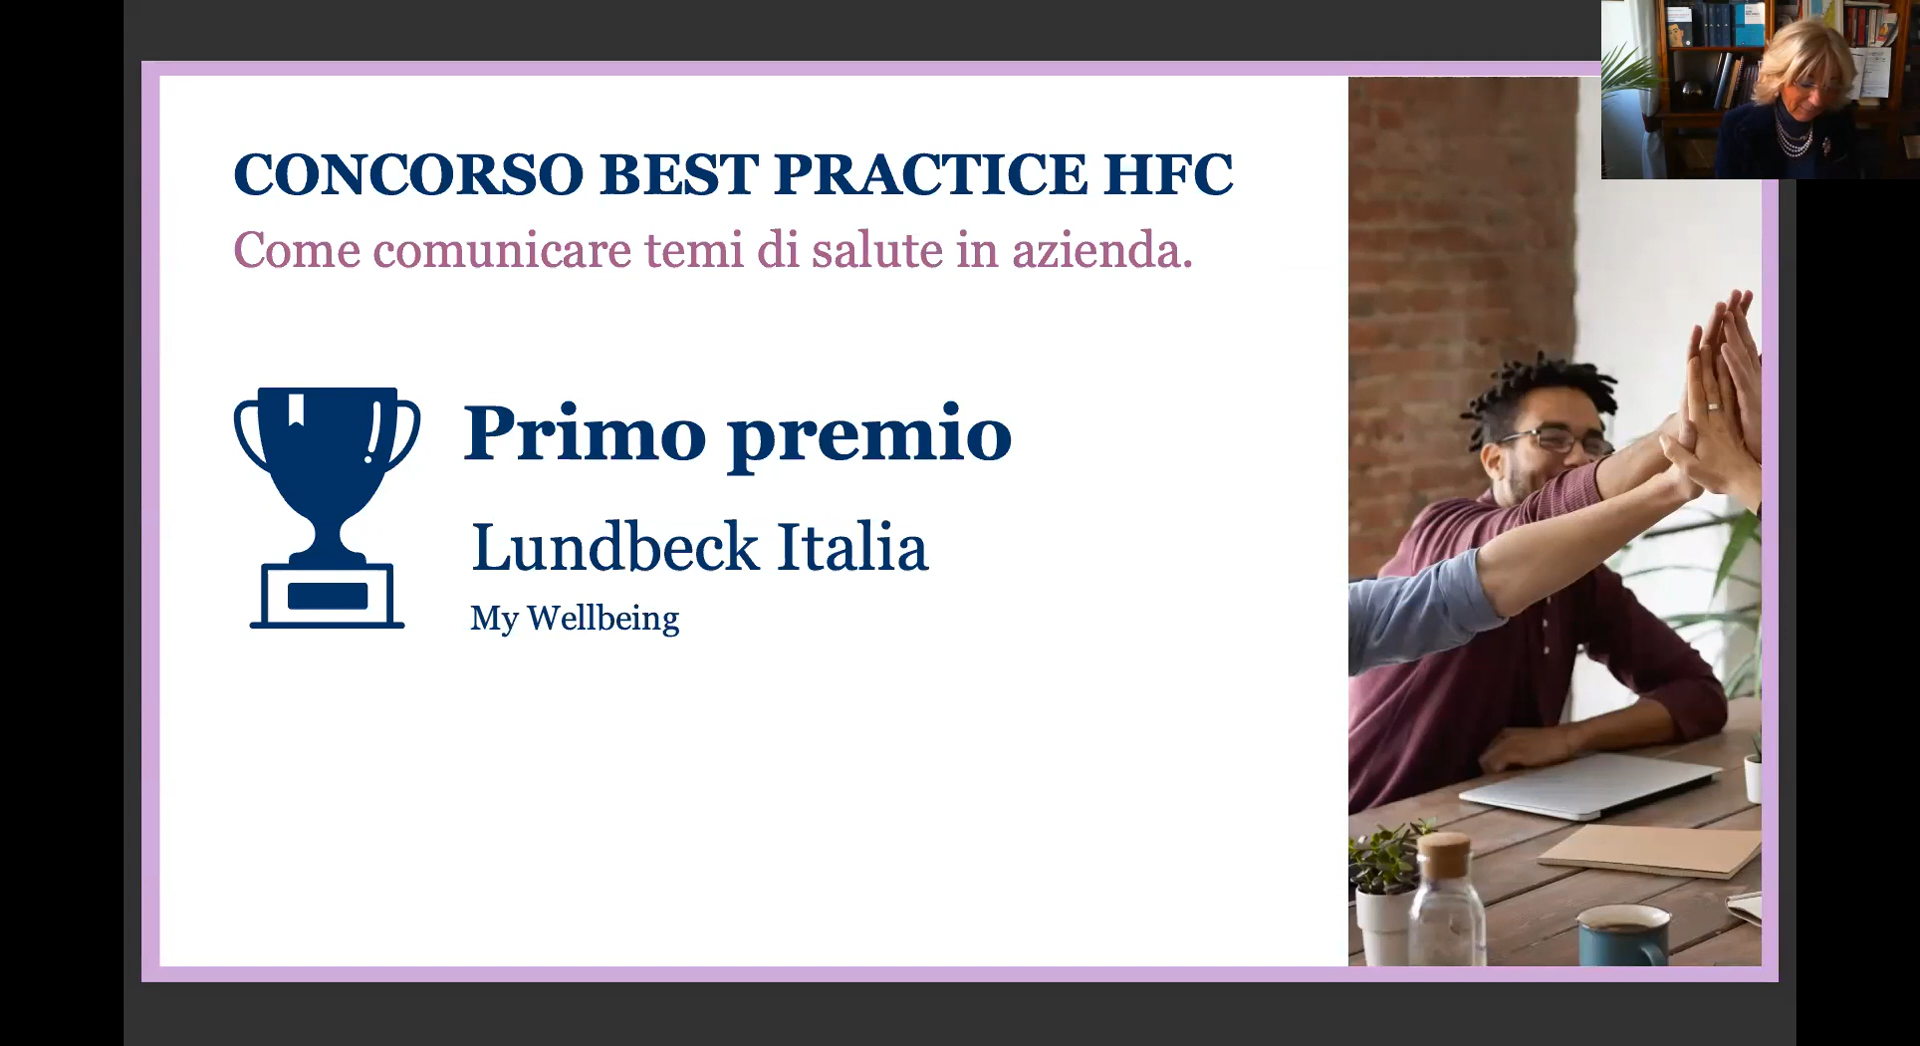 CONCORSO BEST PRACTICE HFC
Come comunicare temi di salute in azienda.
Primo premio
Lundbeck Italia
My Wellbeing